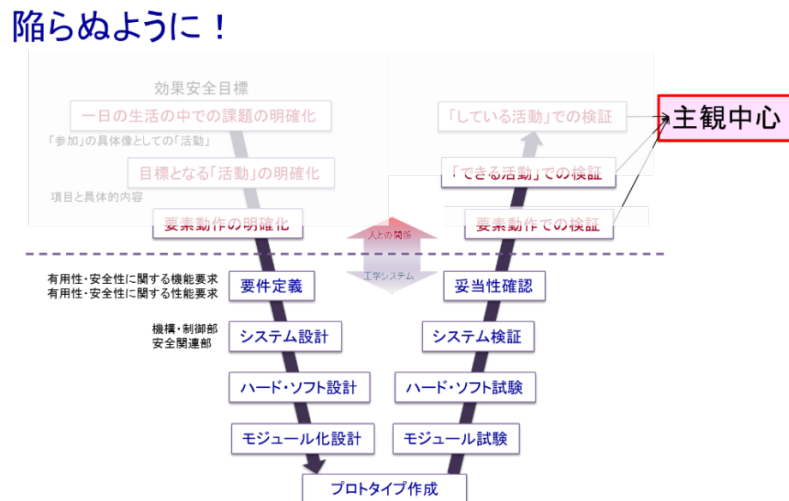 陥らぬように！
効果安全目標
一日の生活の中での課題の明確化
「している活動」での検証
主観中心
「参加」の具体像としての「活動」
目標となる「活動」の明確化
「できる活動」での検証
項目と具体的内容
要素動作の明確化
人との関係
要素動作での検証
工学システム
有用性・安全性に関する機能要求
有用性・安全性に関する性能要求
要件定義
妥当性確認
機構・制御部
安全関連部
システム設計
システム検証
ハード・ソフト設計
ハード・ソフト試験
モジュール化設計
モジュール試験
プロトタイプ作成